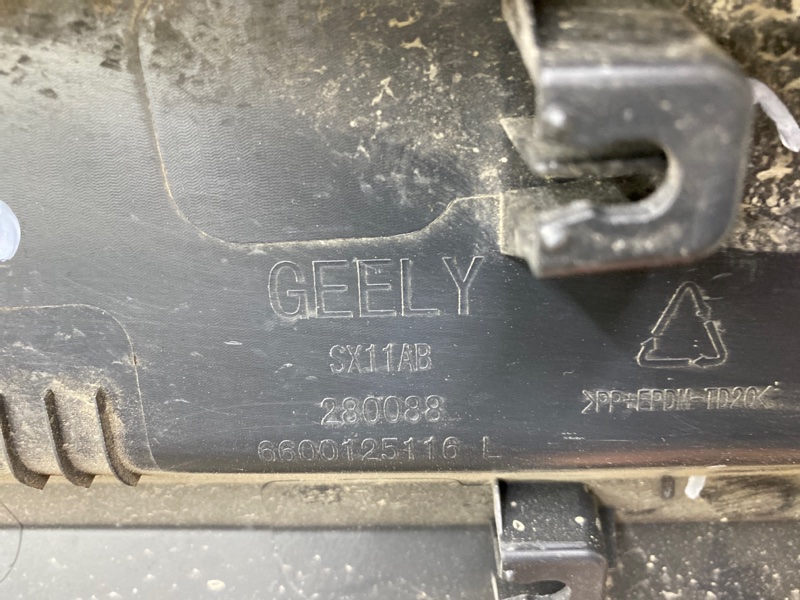 GEELY
SX11AB
280088
6600125116 L
>PP+EPDM-TD20<